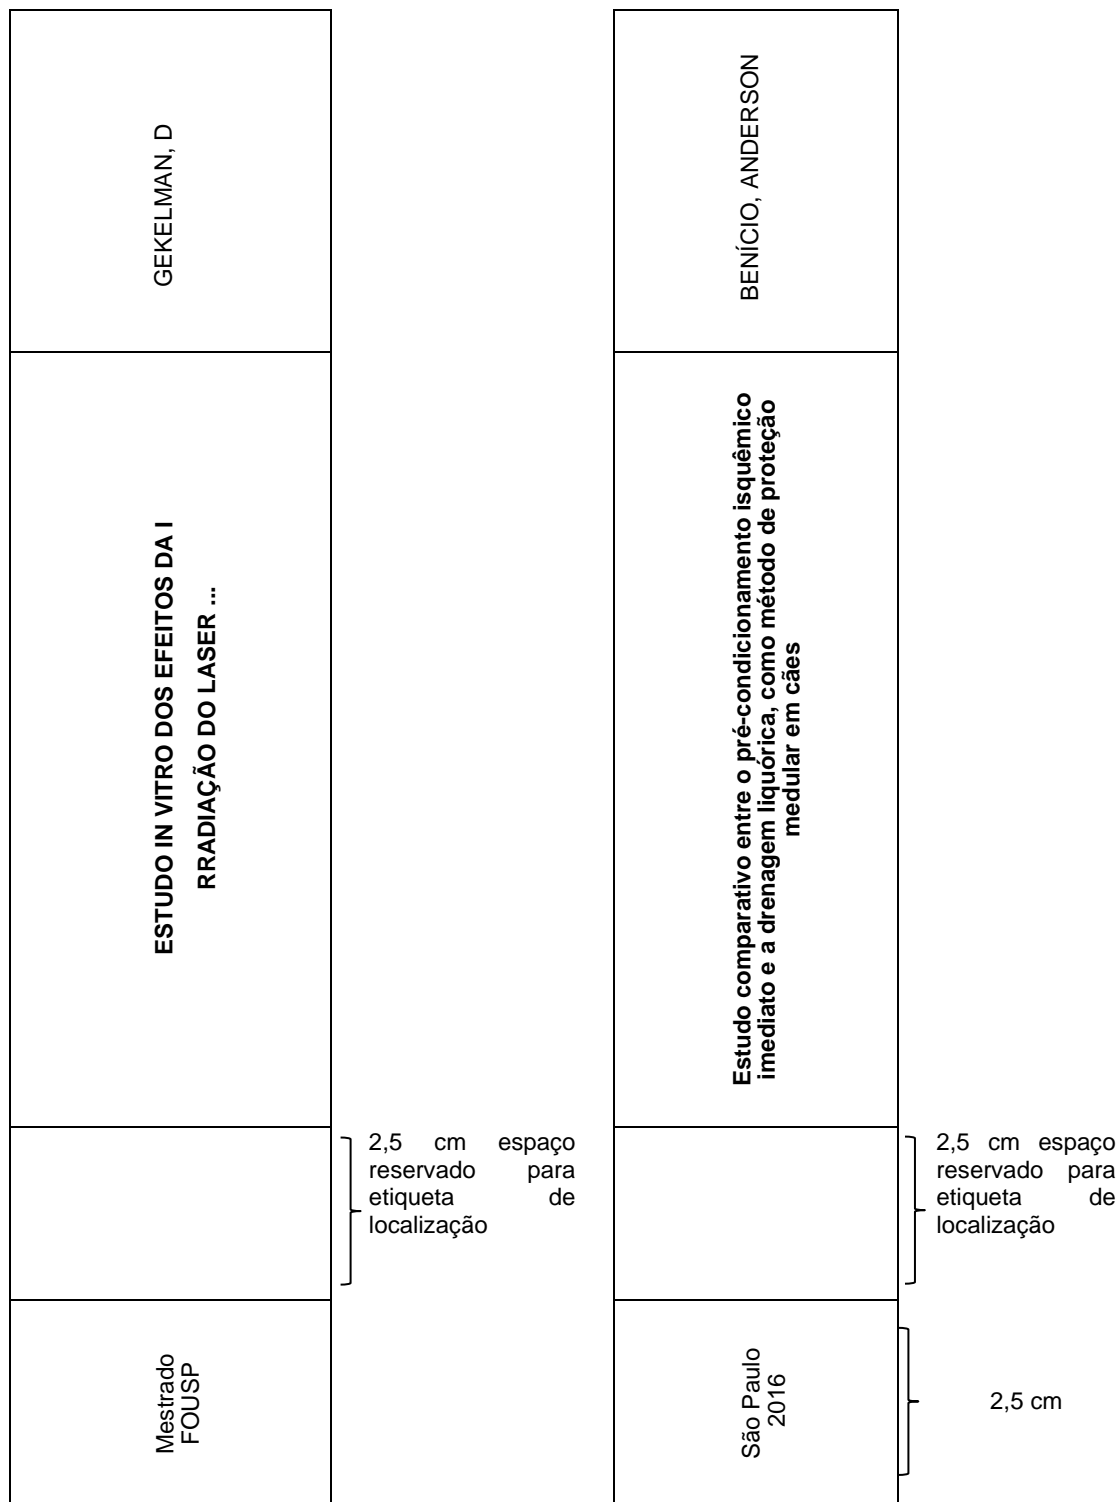 GEKELMAN, D
ESTUDO IN VITRO DOS EFEITOS DA I
RRADIAÇÃO DO LASER ...
2,5 cm espaço
reservado para
etiqueta de
localização
Mestrado
FOUSP
BENÍCIO, ANDERSON
Estudo comparativo entre o pré-condicionamento isquêmico
imediato e a drenagem liquórica, como método de proteção
medular em cães
2,5 cm espaço
reservado para
etiqueta de
localização
São Paulo
2016
2,5 cm